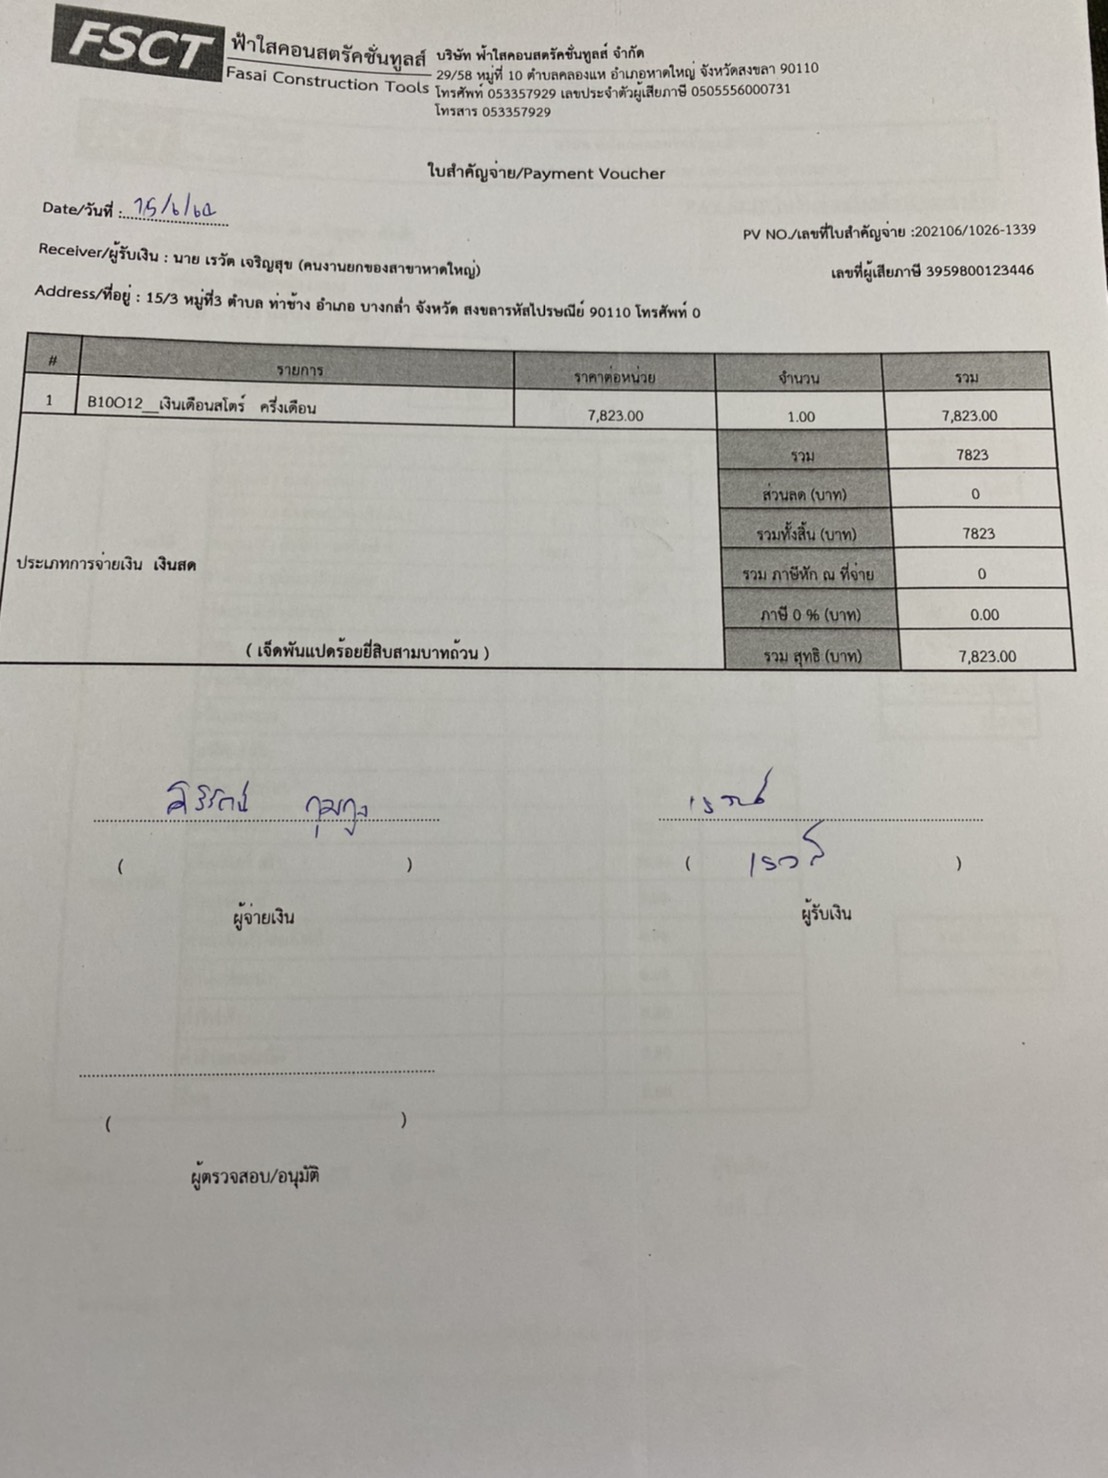 FSCT
ฟ้าใสคอนสตรัคชั่นทูลส์
Fasai Construction Tools
บริษัท ฟ้าใสคอนสตรัคชั่นทูลส์ จำกัด
29/58 หมู่ที่ 10 ตำบลคลองแห อำเภอหาดใหญ่ จังหวัดสงขลา 90110
โทรศัพท์ 053357929 เลขประจำตัวผู้เสียภาษี 0505556000731
โทรสาร 053357929
ใบสำคัญจ่าย/Payment Voucher
Date/วันที่ : 15/6/64
PV NO./เลขที่ใบสำคัญจ่าย :202106/1026-1339
Receiver/ผู้รับเงิน : นาย เรวัต เจริญสุข (คนงานยกของสาขาหาดใหญ่)
เลขที่ผู้เสียภาษี 3959800123446
Address/ที่อยู่ : 15/3 หมู่ที่3 ตำบล ท่าช้าง อำเภอ บางกล่ำ จังหวัด สงขลารหัสไปรษณีย์ 90110 โทรศัพท์ 0
# รายการ ราคาต่อหน่วย จำนวน รวม
1 B10O12__เงินเดือนสโตร์ ครึ่งเดือน 7,823.00 1.00 7,823.00
รวม 7823
ส่วนลด (บาท) 0
รวมทั้งสิ้น (บาท) 7823
ประเภทการจ่ายเงิน เงินสด
รวม ภาษีหัก ณ ที่จ่าย 0
ภาษี 0 % (บาท) 0.00
( เจ็ดพันแปดร้อยยี่สิบสามบาทถ้วน )
รวม สุทธิ (บาท) 7,823.00
( )
( )
ผู้จ่ายเงิน
ผู้รับเงิน
( )
ผู้ตรวจสอบ/อนุมัติ